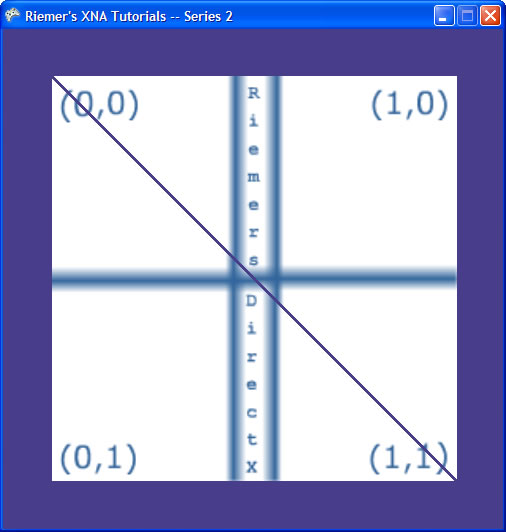 Riemer's XNA Tutorials -- Series 2
(0,0)
(1,0)
Riemers
DirectX
(0,1)
(1,1)